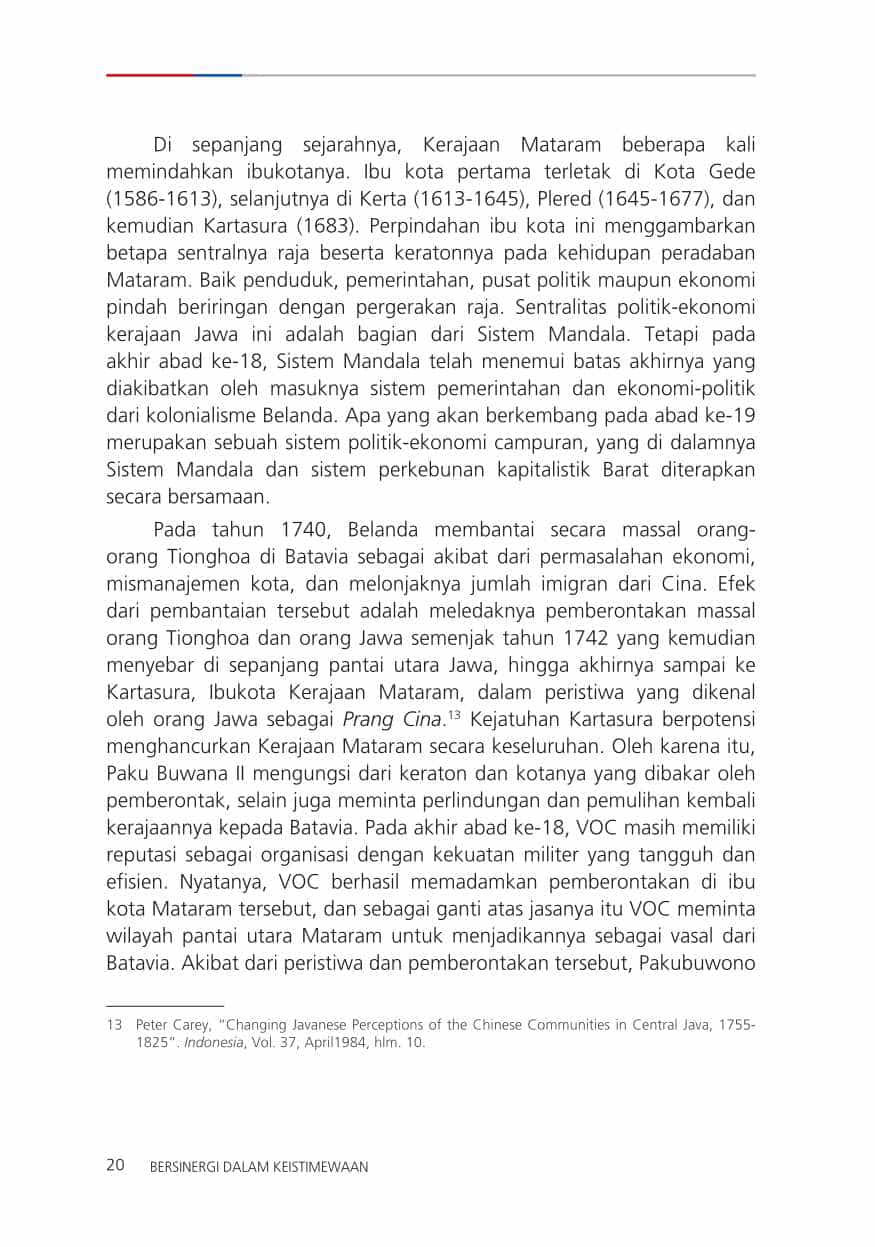 Di sepanjang sejarahnya, Kerajaan Mataram beberapa kali
memindahkan ibukotanya. Ibu kota pertama terletak di Kota Gede
(1586-1613), selanjutnya di Kerta (1613-1645), Plered (1645-1677), dan
kemudian Kartasura (1683). Perpindahan ibu kota ini menggambarkan
betapa sentralnya raja beserta keratonnya pada kehidupan peradaban
Mataram. Baik penduduk, pemerintahan, pusat politik maupun ekonomi
pindah beriringan dengan pergerakan raja. Sentralitas politik-ekonomi
kerajaan Jawa ini adalah bagian dari Sistem Mandala. Tetapi pada
akhir abad ke-18, Sistem Mandala telah menemui batas akhirnya yang
diakibatkan oleh masuknya sistem pemerintahan dan ekonomi-politik
dari kolonialisme Belanda. Apa yang akan berkembang pada abad ke-19
merupakan sebuah sistem politik-ekonomi campuran, yang di dalamnya
Sistem Mandala dan sistem perkebunan kapitalistik Barat diterapkan
secara bersamaan.
Pada tahun 1740, Belanda membantai secara massal orang-
orang Tionghoa di Batavia sebagai akibat dari permasalahan ekonomi,
mismanajemen kota, dan melonjaknya jumlah imigran dari Cina. Efek
dari pembantaian tersebut adalah meledaknya pemberontakan massal
orang Tionghoa dan orang Jawa semenjak tahun 1742 yang kemudian
menyebar di sepanjang pantai utara Jawa, hingga akhirnya sampai ke
Kartasura, Ibukota Kerajaan Mataram, dalam peristiwa yang dikenal
oleh orang Jawa sebagai Prang Cina.13 Kejatuhan Kartasura berpotensi
menghancurkan Kerajaan Mataram secara keseluruhan. Oleh karena itu,
Paku Buwana II mengungsi dari keraton dan kotanya yang dibakar oleh
pemberontak, selain juga meminta perlindungan dan pemulihan kembali
kerajaannya kepada Batavia. Pada akhir abad ke-18, VOC masih memiliki
reputasi sebagai organisasi dengan kekuatan militer yang tangguh dan
efisien. Nyatanya, VOC berhasil memadamkan pemberontakan di ibu
kota Mataram tersebut, dan sebagai ganti atas jasanya itu VOC meminta
wilayah pantai utara Mataram untuk menjadikannya sebagai vasal dari
Batavia. Akibat dari peristiwa dan pemberontakan tersebut, Pakubuwono
13 Peter Carey, “Changing Javanese Perceptions of the Chinese Communities in Central Java, 1755-
1825”. Indonesia, Vol. 37, April1984, hlm. 10.
20 BERSINERGI DALAM KEISTIMEWAAN